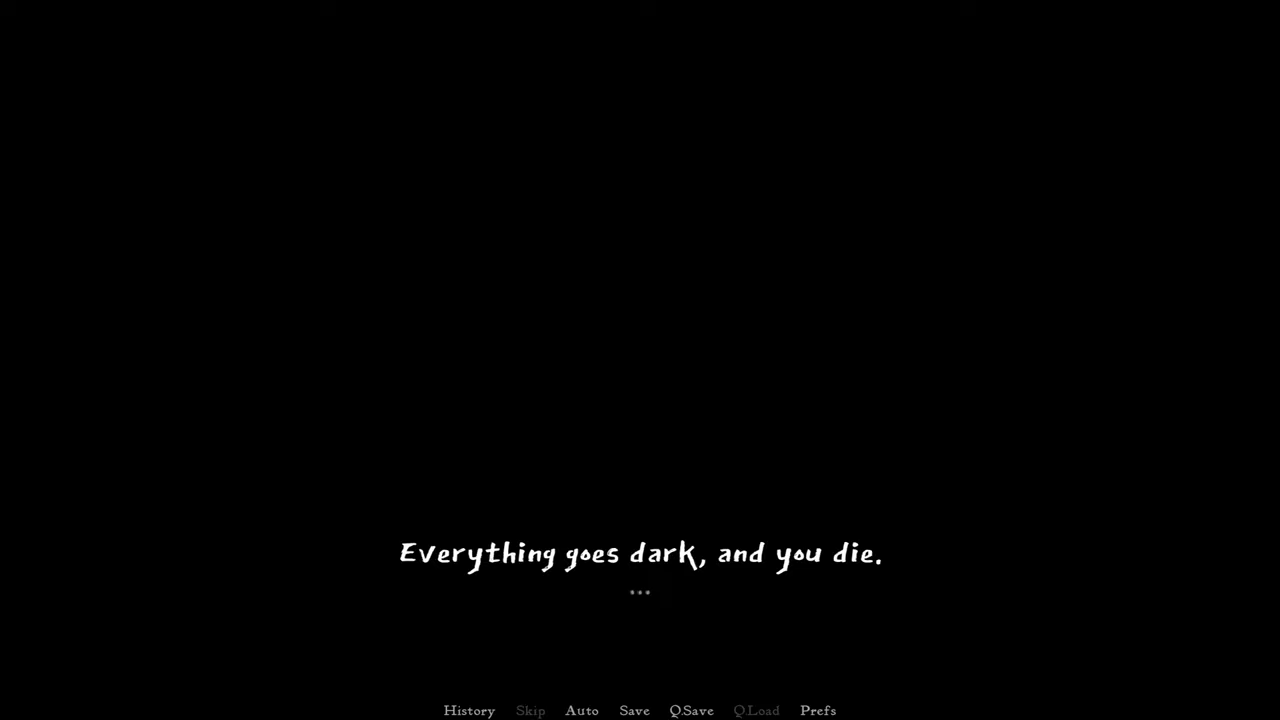 Everything goes dark, and you die.
...
History Skip Auto Save Q.Save Q.Load Prefs